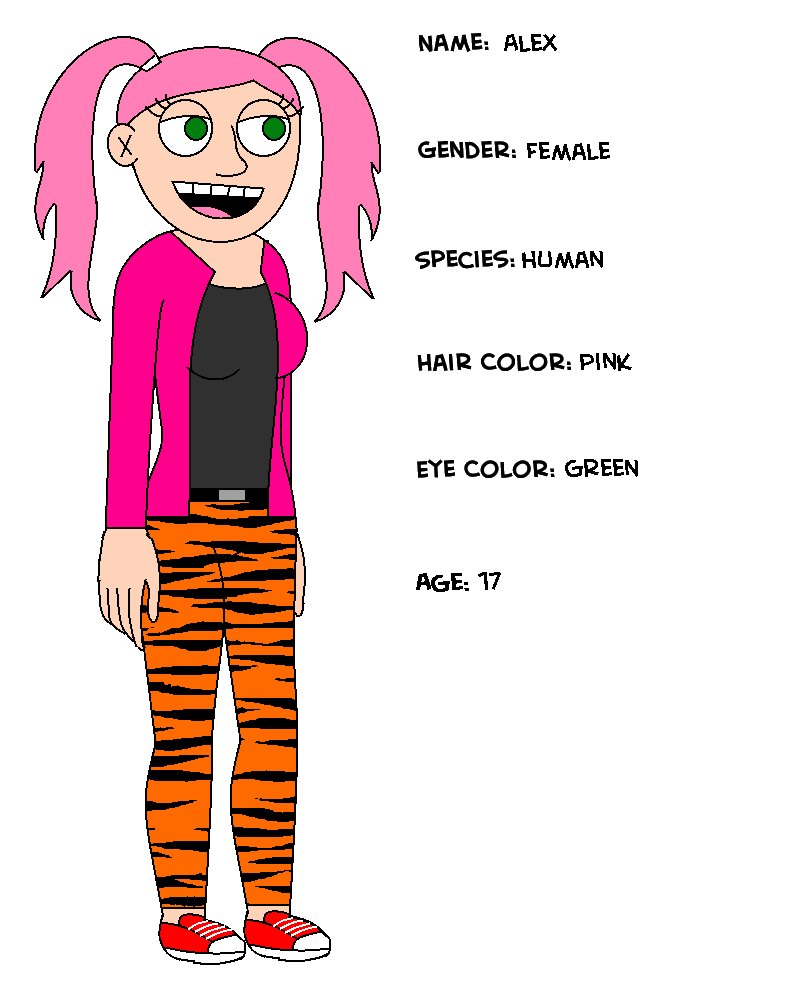 NAME: ALEX
GENDER: FEMALE
SPECIES: HUMAN
HAIR COLOR: PINK
EYE COLOR: GREEN
AGE: 17